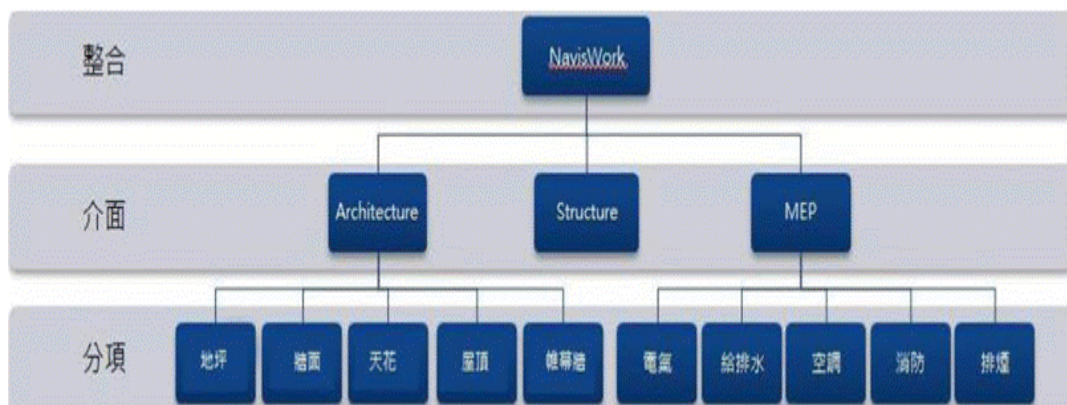 整合
NavisWork
介面
Architecture
Structure
MEP
分項
地坪
牆面
天花
屋頂
帷幕牆
電氣
給排水
空調
消防
排煙